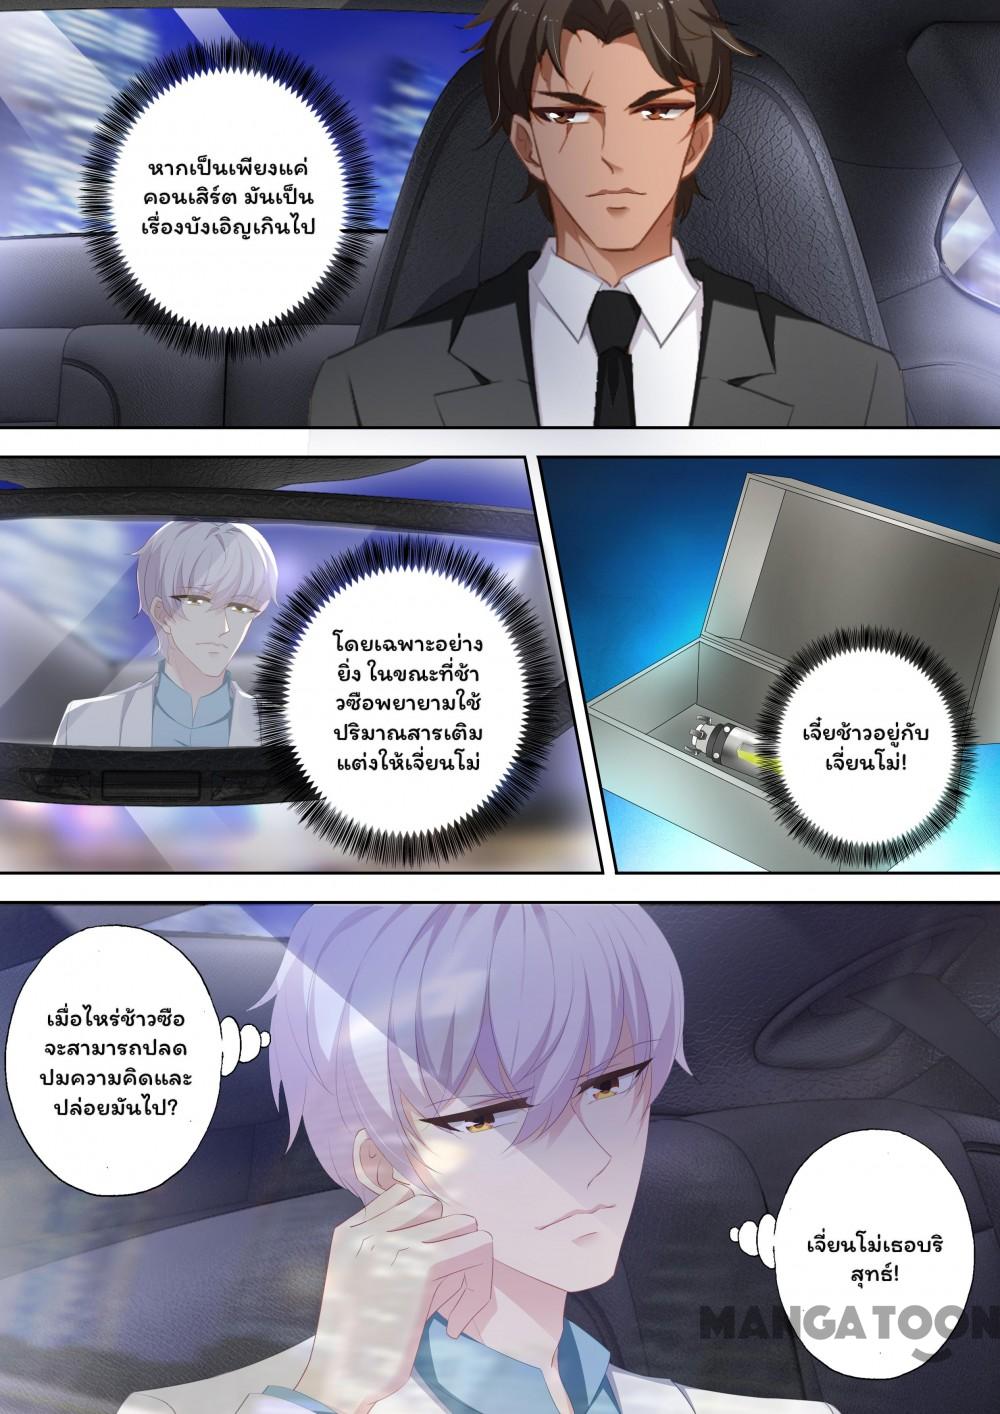 หากเป็นเพียงแค่
คอนเสิร์ต มันเป็น
เรื่องบังเอิญเกินไป
โดยเฉพาะอย่าง
ยิ่ง ในขณะที่ช้า
วซือพยายามใช้
ปริมาณสารเติม
แต่งให้เจี่ยนโม่
เจี๋ยช้าวอยู่กับ
เจี่ยนโม่!
เมื่อไหร่ช้าวซือ
จะสามารถปลด
ปมความคิดและ
ปล่อยมันไป?
เจี่ยนโม่เธอบริ
สุทธ์!
MANGATOON